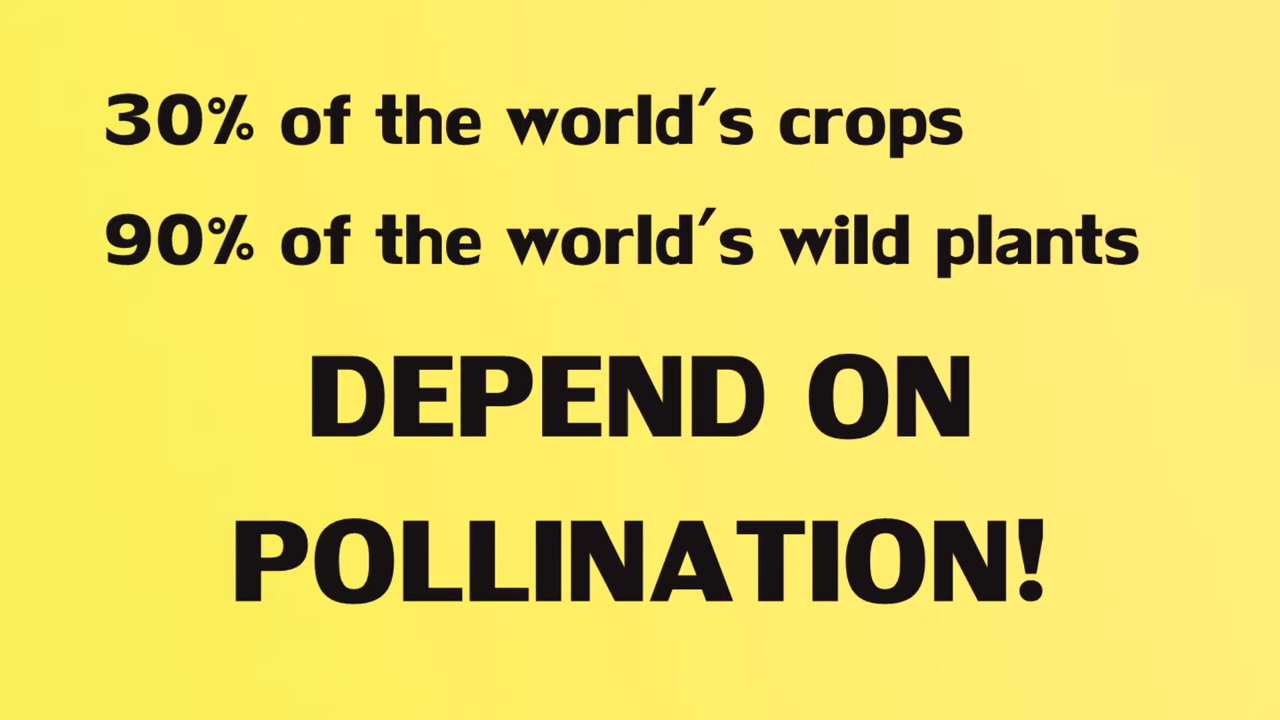 30% of the world's crops
90% of the world's wild plants
DEPEND ON
POLLINATION!